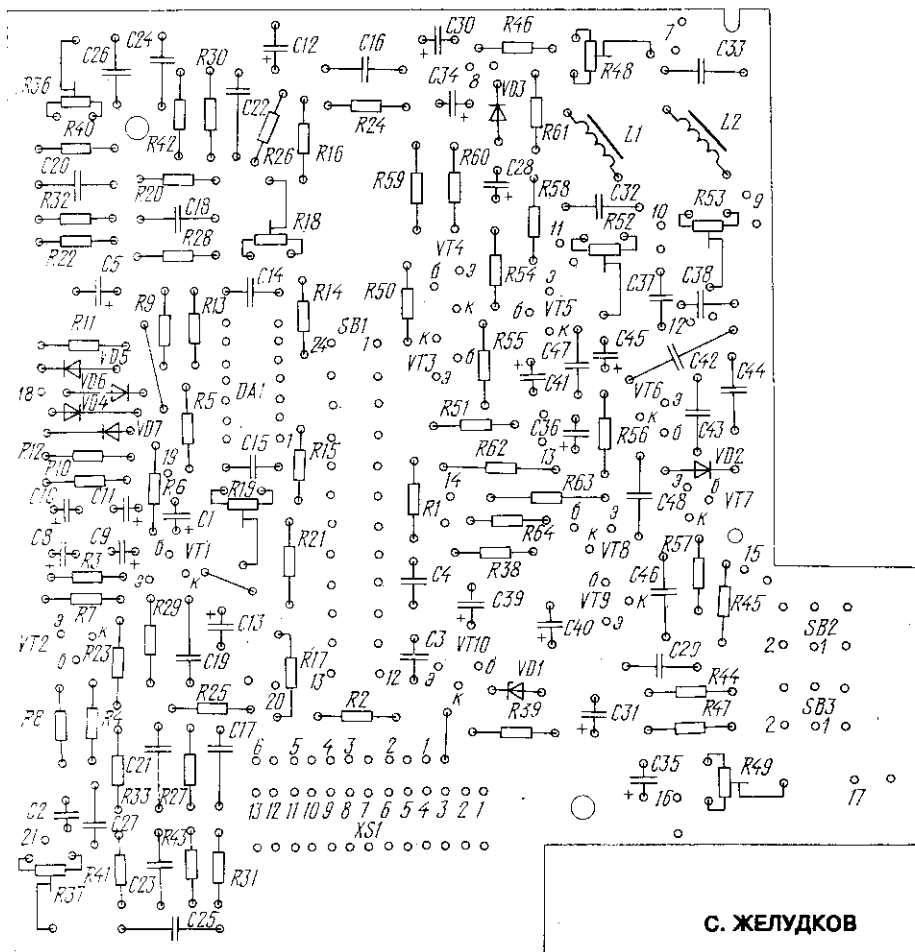 C30 R46 7
C26 C24 R30 C12 C16 R48 C33
R36 C34 8 VD3
R40 R42 C22 R26 R16 R24 R61 L1 L2
C20 R59 R60 C28 R58 C32 R53 9
R32 R20 C18 R18 11 R52 10
R22 R28 VT4
C5 C14 б э R54 э C37 C38
R9 R13 R14 R50 к б VT5
R11 SB1 к 12
24 1 VT3 б R55 C47 C45 C42
VD5 э C41 C44
18 VD6 R5 DA1 VT6 э
VD4 R51 C36 к
VD7 R56 б C43
R12 19 C15 1 R15 R62 13 VD2
R10 R6 R19 14 э б
C10 C11 C1 R1 R63 C48 VT7
R64 б э к
C8 C9 б VT1 R21 R38 VT8 R57
R3 э к C4 к 15
R7 C39 б C46 R45
VT2 э к R29 C13 VT9 к
б R23 C19 C3 VT10 C40 э 2 1 SB2
R17 б C29
R8 R4 R25 20 13 12 э VD1 R44
R2 к R39 C31 R47 2 1 SB3
C17
6 5 4 3 2 1
C21 C35 R49
C2 R33 R27 13 12 11 10 9 8 7 6 5 4 3 2 1 16 17
21 C27 XS1
R43
R37 R41 C23 R31
C25
С. ЖЕЛУДКОВ